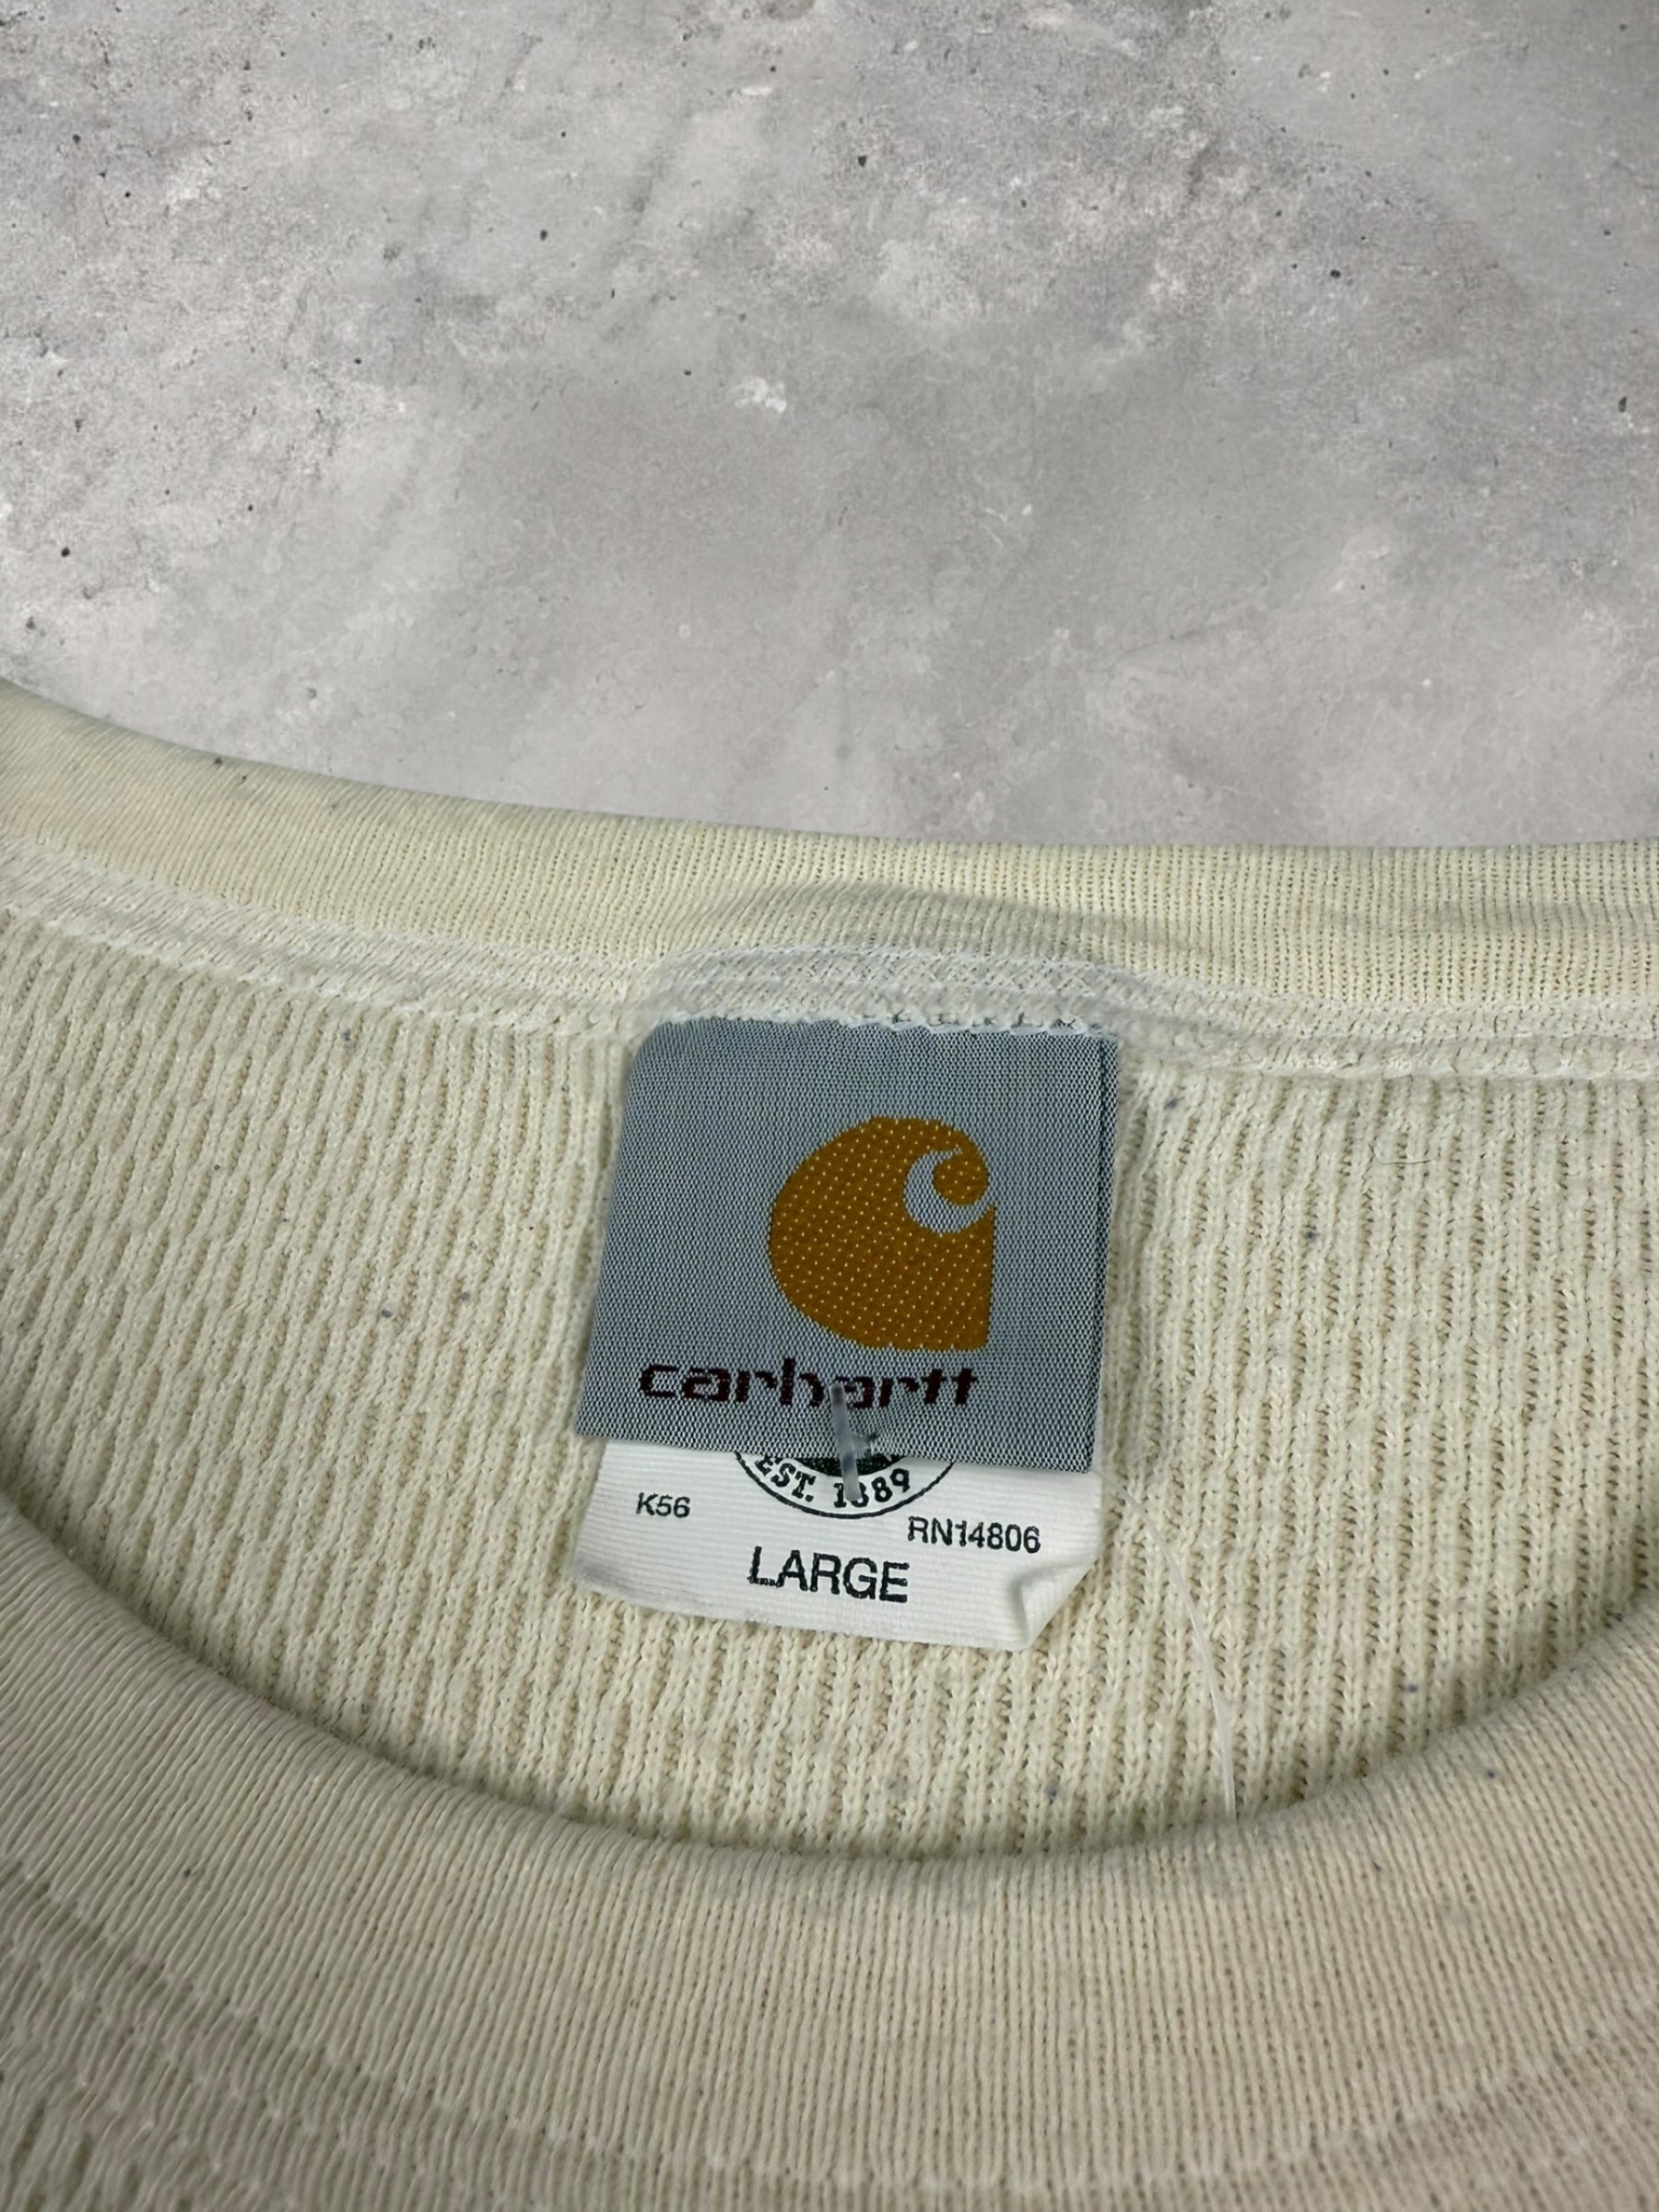 carhartt
EST. 1889
K56
RN14806
LARGE